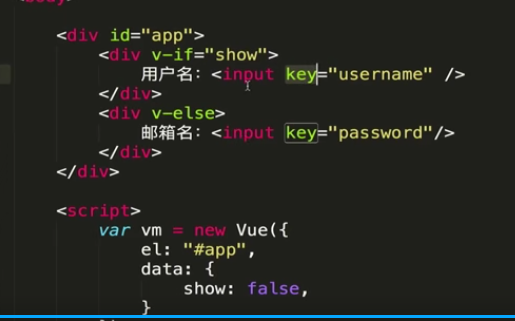 <body>
<div id="app">
<div v-if="show">
用户名：<input key="username" />
</div>
<div v-else>
邮箱名：<input key="password"/>
</div>
</div>
<script>
var vm = new Vue({
el: "#app",
data: {
show: false,
}